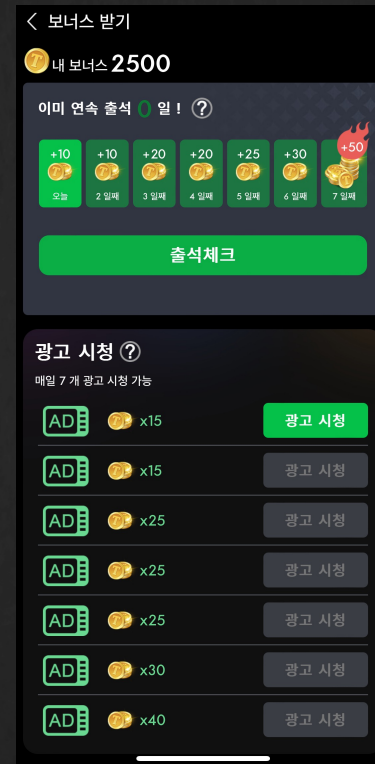 보너스 받기
내 보너스 2500
이미 연속 출석 0 일 ! ?
+10 +10 +20 +20 +25 +30 +50
오늘 2 일째 3 일째 4 일째 5 일째 6 일째 7 일째
출석체크
광고 시청 ?
매일 7 개 광고 시청 가능
AD x15 광고 시청
AD x15 광고 시청
AD x25 광고 시청
AD x25 광고 시청
AD x25 광고 시청
AD x30 광고 시청
AD x40 광고 시청